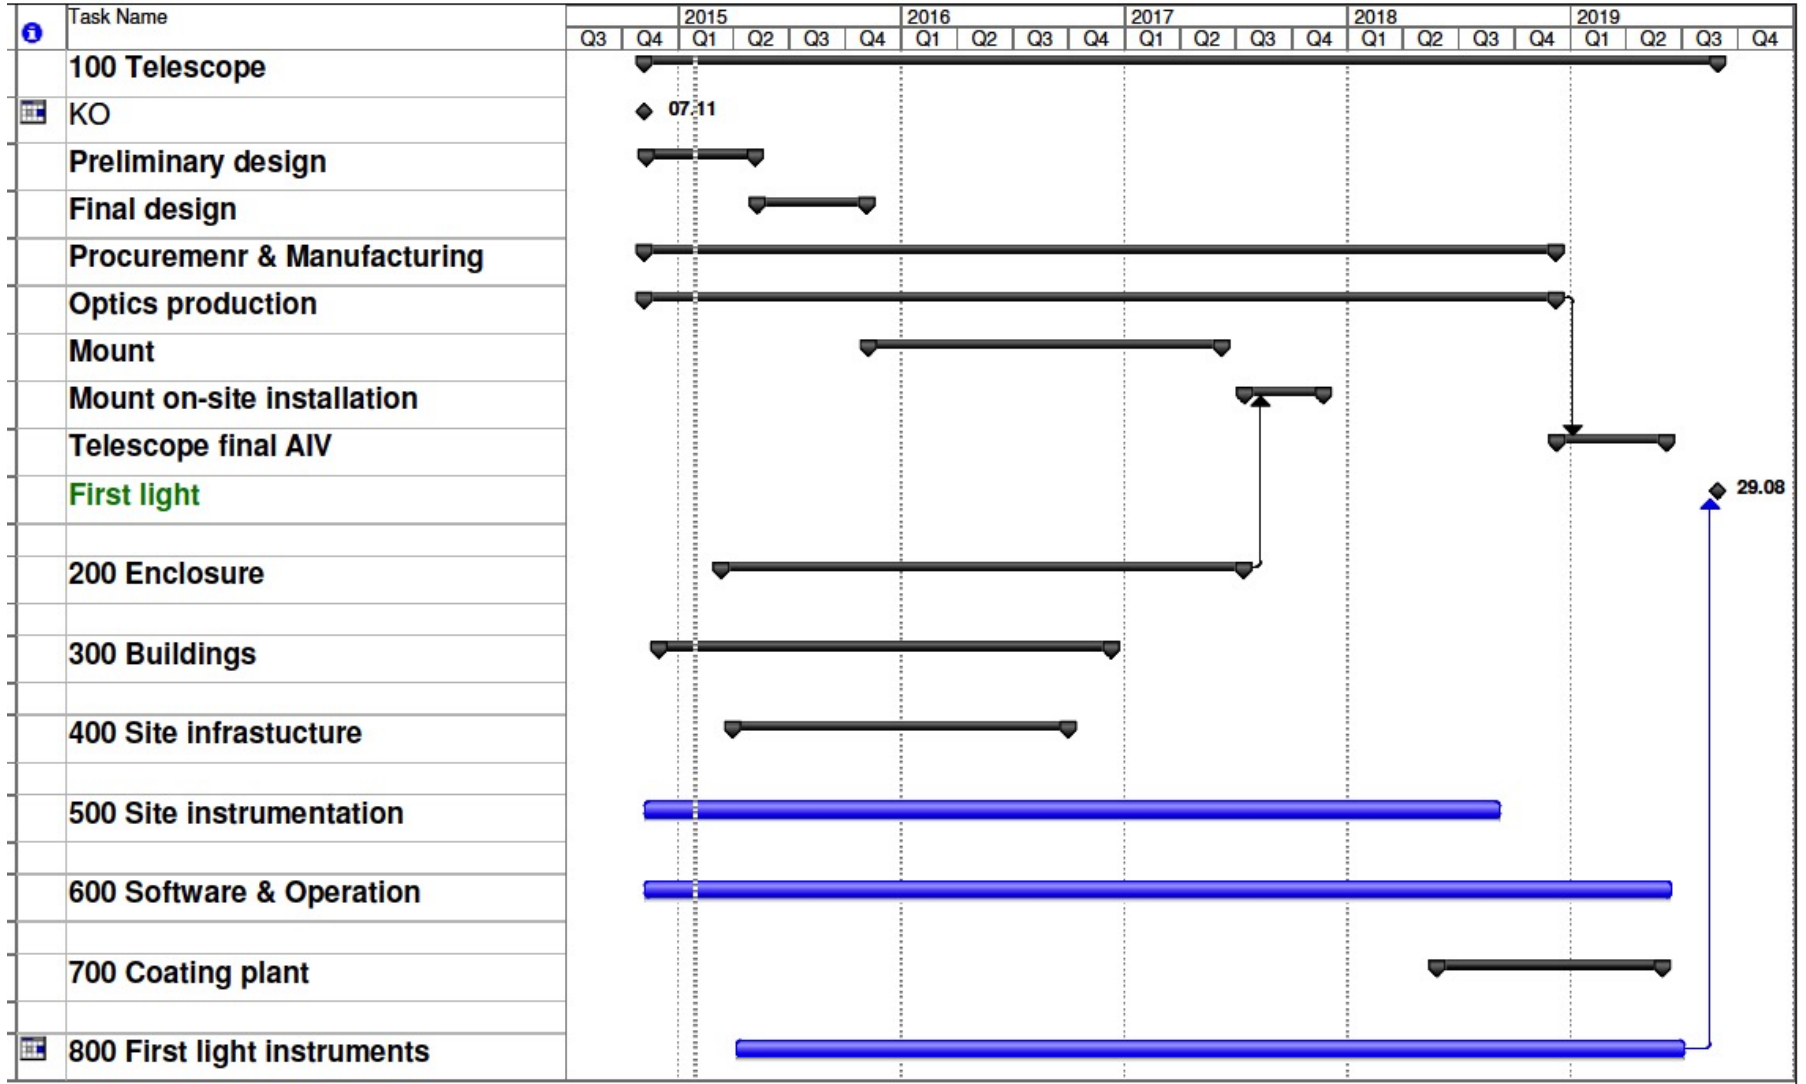 Task Name
2015 2016 2017 2018 2019
i
Q3 Q4 Q1 Q2 Q3 Q4 Q1 Q2 Q3 Q4 Q1 Q2 Q3 Q4 Q1 Q2 Q3 Q4 Q1 Q2 Q3 Q4
100 Telescope
KO 07.11
Preliminary design
Final design
Procuremenr & Manufacturing
Optics production
Mount
Mount on-site installation
Telescope final AIV
First light 29.08
200 Enclosure
300 Buildings
400 Site infrastucture
500 Site instrumentation
600 Software & Operation
700 Coating plant
800 First light instruments